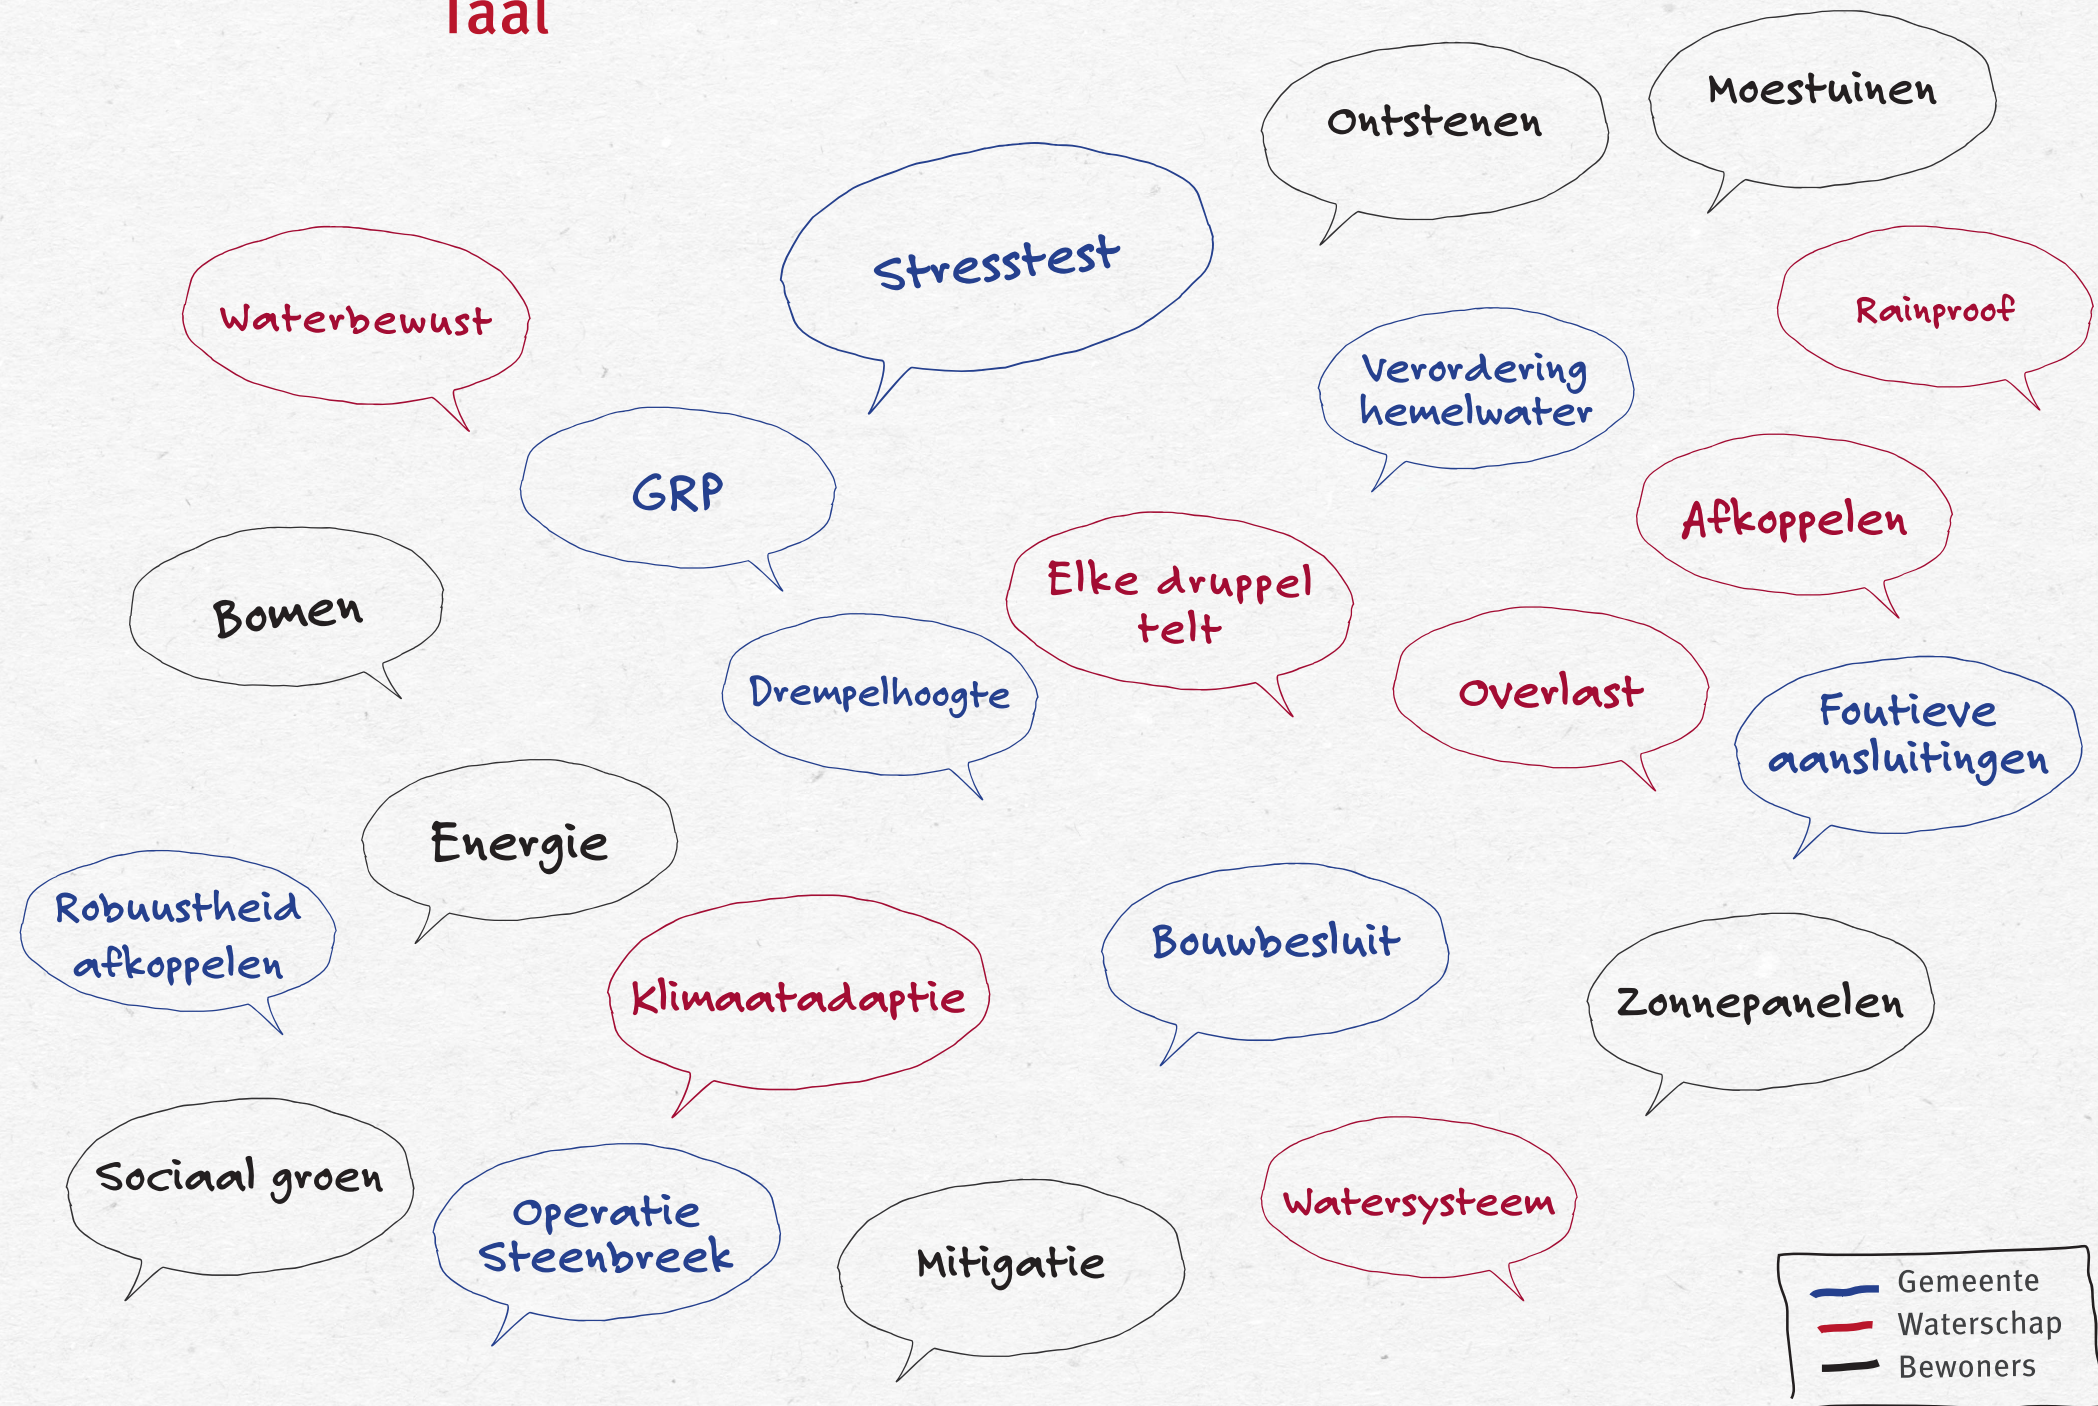 Taal
Moestuinen
Ontstenen
Stresstest
Waterbewust
Rainproof
Verordering
hemelwater
GRP
Afkoppelen
Elke druppel
telt
Bomen
Drempelhoogte
Overlast
Foutieve
aansluitingen
Energie
Robuustheid
afkoppelen
Klimaatadaptie
Bouwbesluit
Zonnepanelen
Sociaal groen
Operatie
Steenbreek
Mitigatie
Watersysteem
Gemeente
Waterschap
Bewoners